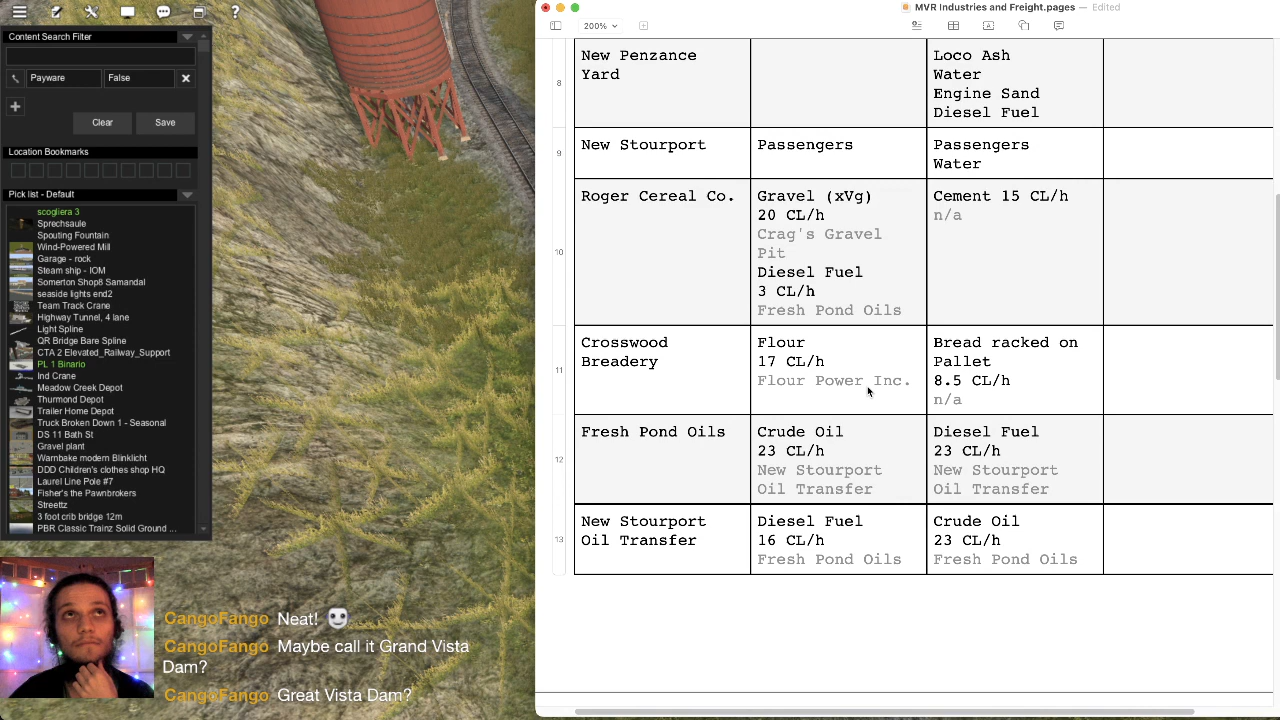 MVR Industries and Freight.pages — Edited
200%
Content Search Filter
Payware False
Clear Save
Location Bookmarks
Pick list - Default
scogliera 3
Sprechsaule
Spouting Fountain
Wind-Powered Mill
Garage - rock
Steam ship - IOM
Somerton Shop8 Samandal
seaside lights end2
Team Track Crane
Highway Tunnel, 4 lane
Light Spline
QR Bridge Bare Spline
CTA 2 Elevated_Railway_Support
PL 1 Binario
Ind Crane
Meadow Creek Depot
Thurmond Depot
Trailer Home Depot
Truck Broken Down 1 - Seasonal
DS 11 Bath St
Gravel plant
Warnbake modern Blinklicht
DDD Children's clothes shop HQ
Laurel Line Pole #7
Fisher's the Pawnbrokers
Streettz
3 foot crib bridge 12m
PBR Classic Trainz Solid Ground ...
CangoFango Neat!
CangoFango Maybe call it Grand Vista
Dam?
CangoFango Great Vista Dam?
8
New Penzance
Yard
Loco Ash
Water
Engine Sand
Diesel Fuel
9
New Stourport
Passengers
Passengers
Water
10
Roger Cereal Co.
Gravel (xVg)
20 CL/h
Crag's Gravel
Pit
Diesel Fuel
3 CL/h
Fresh Pond Oils
Cement 15 CL/h
n/a
11
Crosswood
Breadery
Flour
17 CL/h
Flour Power Inc.
Bread racked on
Pallet
8.5 CL/h
n/a
12
Fresh Pond Oils
Crude Oil
23 CL/h
New Stourport
Oil Transfer
Diesel Fuel
23 CL/h
New Stourport
Oil Transfer
13
New Stourport
Oil Transfer
Diesel Fuel
16 CL/h
Fresh Pond Oils
Crude Oil
23 CL/h
Fresh Pond Oils